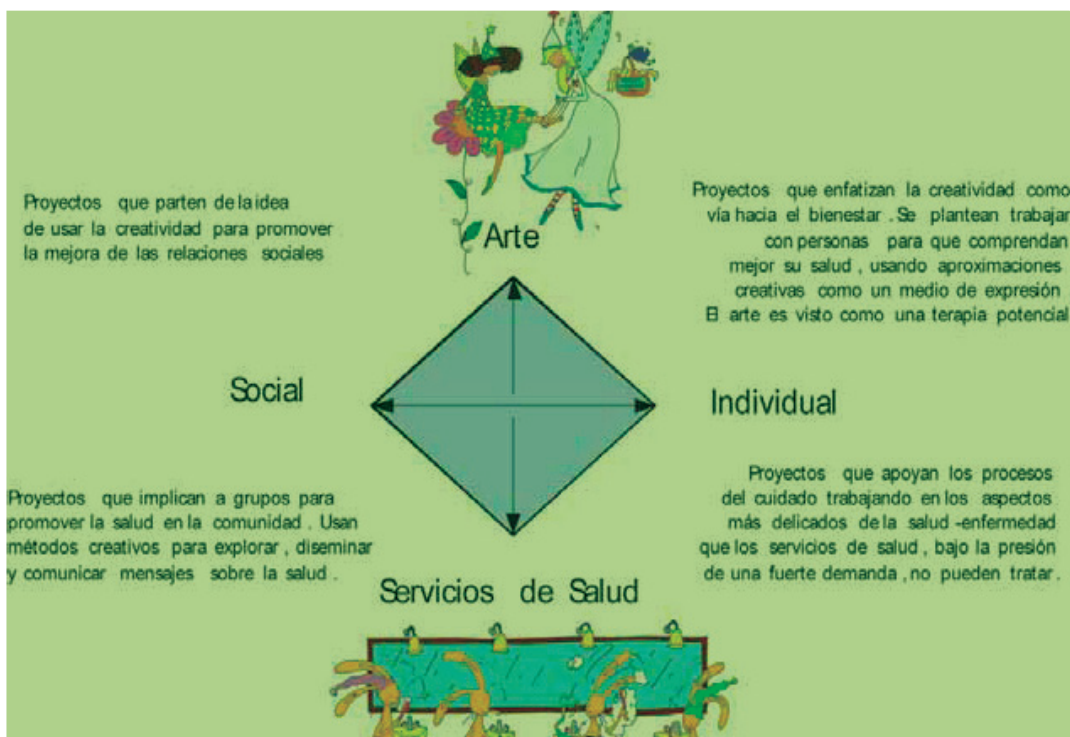 Arte
Proyectos que parten de la idea
de usar la creatividad para promover
la mejora de las relaciones sociales
Proyectos que enfatizan la creatividad como
vía hacia el bienestar. Se plantean trabajar
con personas para que comprendan
mejor su salud, usando aproximaciones
creativas como un medio de expresión
El arte es visto como una terapia potencial
Social
Individual
Proyectos que implican a grupos para
promover la salud en la comunidad. Usan
métodos creativos para explorar, diseminar
y comunicar mensajes sobre la salud.
Proyectos que apoyan los procesos
del cuidado trabajando en los aspectos
más delicados de la salud -enfermedad
que los servicios de salud, bajo la presión
de una fuerte demanda, no pueden tratar.
Servicios de Salud